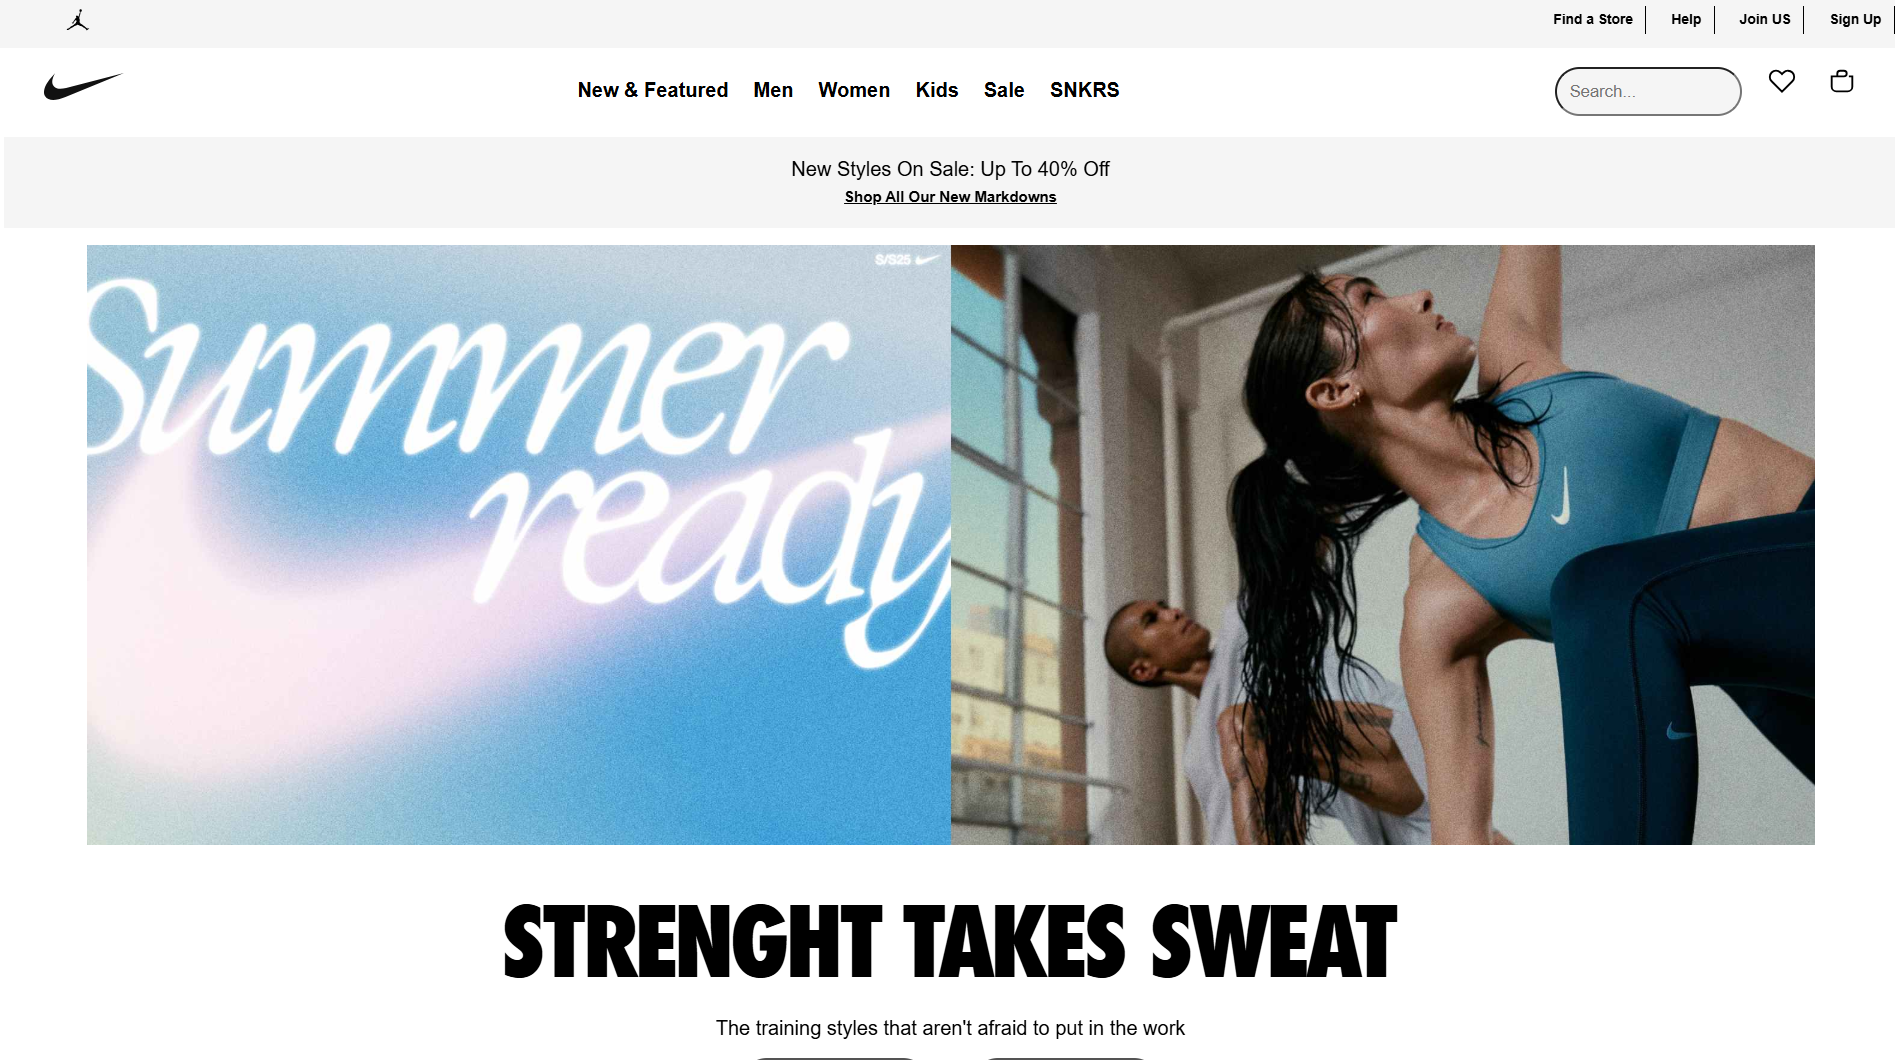 Find a Store
Help
Join US
Sign Up
New & Featured
Men
Women
Kids
Sale
SNKRS
Search...
New Styles On Sale: Up To 40% Off
Shop All Our New Markdowns
S/S25
Summer
ready
STRENGHT TAKES SWEAT
The training styles that aren't afraid to put in the work